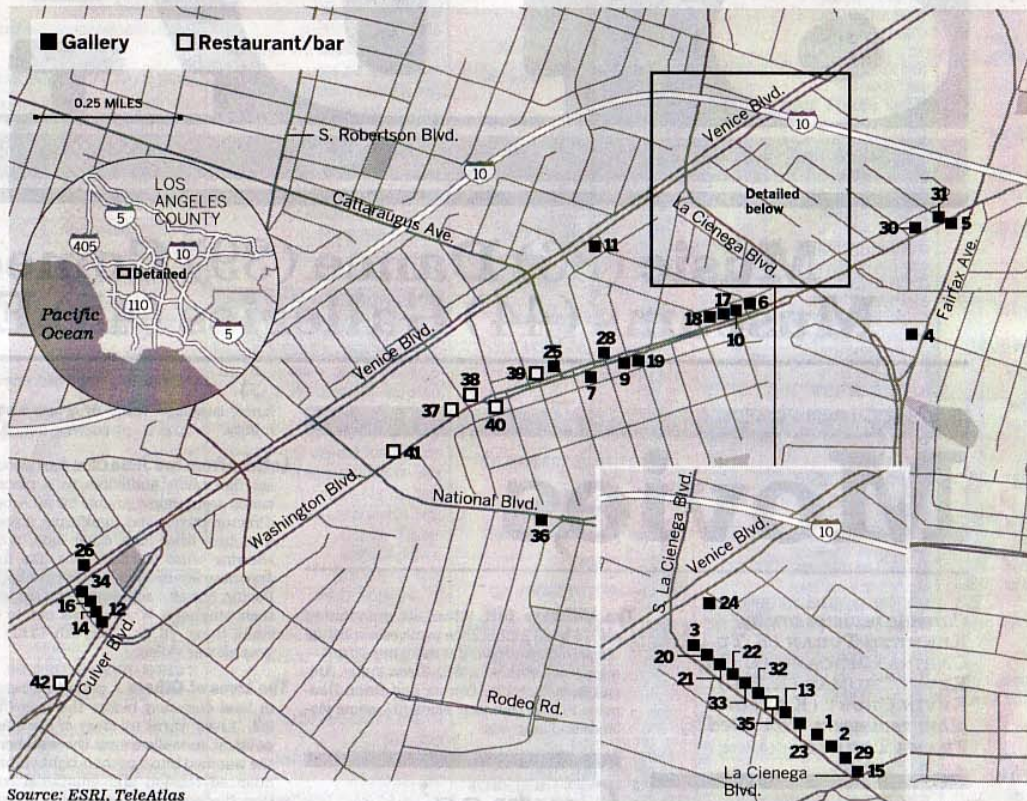 Gallery
Restaurant/bar
0.25 MILES
S. Robertson Blvd.
Venice Blvd.
10
10
LOS
ANGELES
COUNTY
5
405
10
Detailed
110
5
Pacific
Ocean
Cattaraugus Ave.
La Cienega Blvd.
Detailed
below
31
30
5
Fairfax Ave.
11
17
6
18
10
4
Venice Blvd.
28
25
39
9
19
7
38
37
40
41
Washington Blvd.
National Blvd.
36
26
34
16
12
14
Culver Blvd.
42
Rodeo Rd.
S. La Cienega Blvd.
Venice Blvd.
10
24
3
20
22
21
32
33
13
35
1
23
2
29
15
La Cienega
Blvd.
Source: ESRI, TeleAtlas